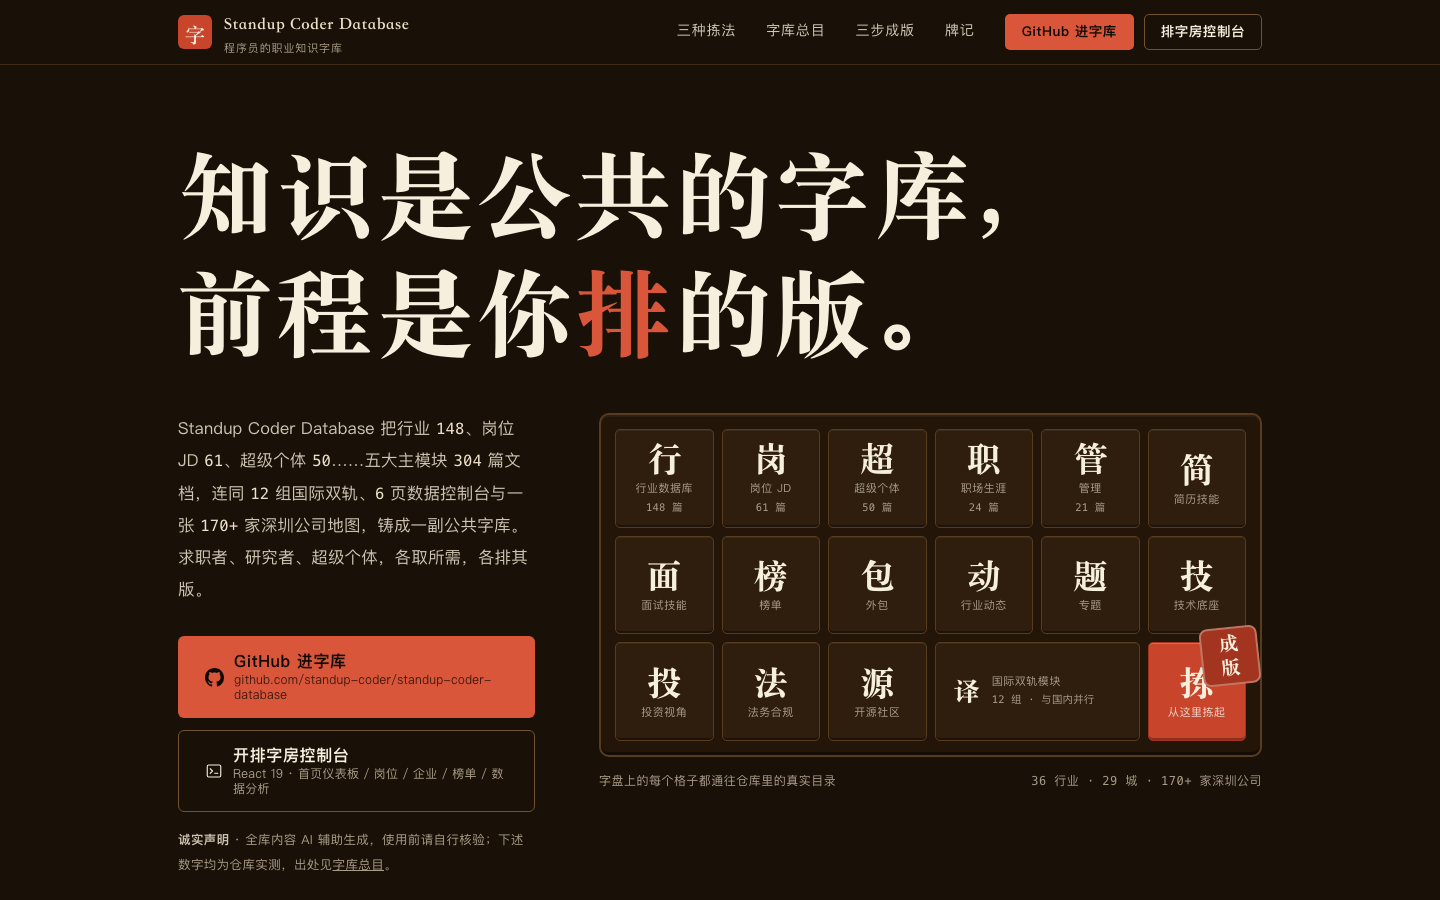 字
Standup Coder Database
程序员的职业知识字库
三种拣法
字库总目
三步成版
牌记
GitHub 进字库
排字房控制台
知识是公共的字库，
前程是你排的版。
Standup Coder Database 把行业 148、岗位
JD 61、超级个体 50……五大主模块 304 篇文
档，连同 12 组国际双轨、6 页数据控制台与一
张 170+ 家深圳公司地图，铸成一副公共字库。
求职者、研究者、超级个体，各取所需，各排其
版。
GitHub 进字库
github.com/standup-coder/standup-coder-
database
开排字房控制台
React 19 · 首页仪表板 / 岗位 / 企业 / 榜单 / 数
据分析
诚实声明 · 全库内容 AI 辅助生成，使用前请自行核验；下述
数字均为仓库实测，出处见字库总目。
行
行业数据库
148 篇
岗
岗位 JD
61 篇
超
超级个体
50 篇
职
职场生涯
24 篇
管
管理
21 篇
简
简历技能
面
面试技能
榜
榜单
包
外包
动
行业动态
题
专题
技
技术底座
投
投资视角
法
法务合规
源
开源社区
译
国际双轨模块
12 组 · 与国内并行
拣
从这里拣起
成
版
字盘上的每个格子都通往仓库里的真实目录
36 行业 · 29 城 · 170+ 家深圳公司